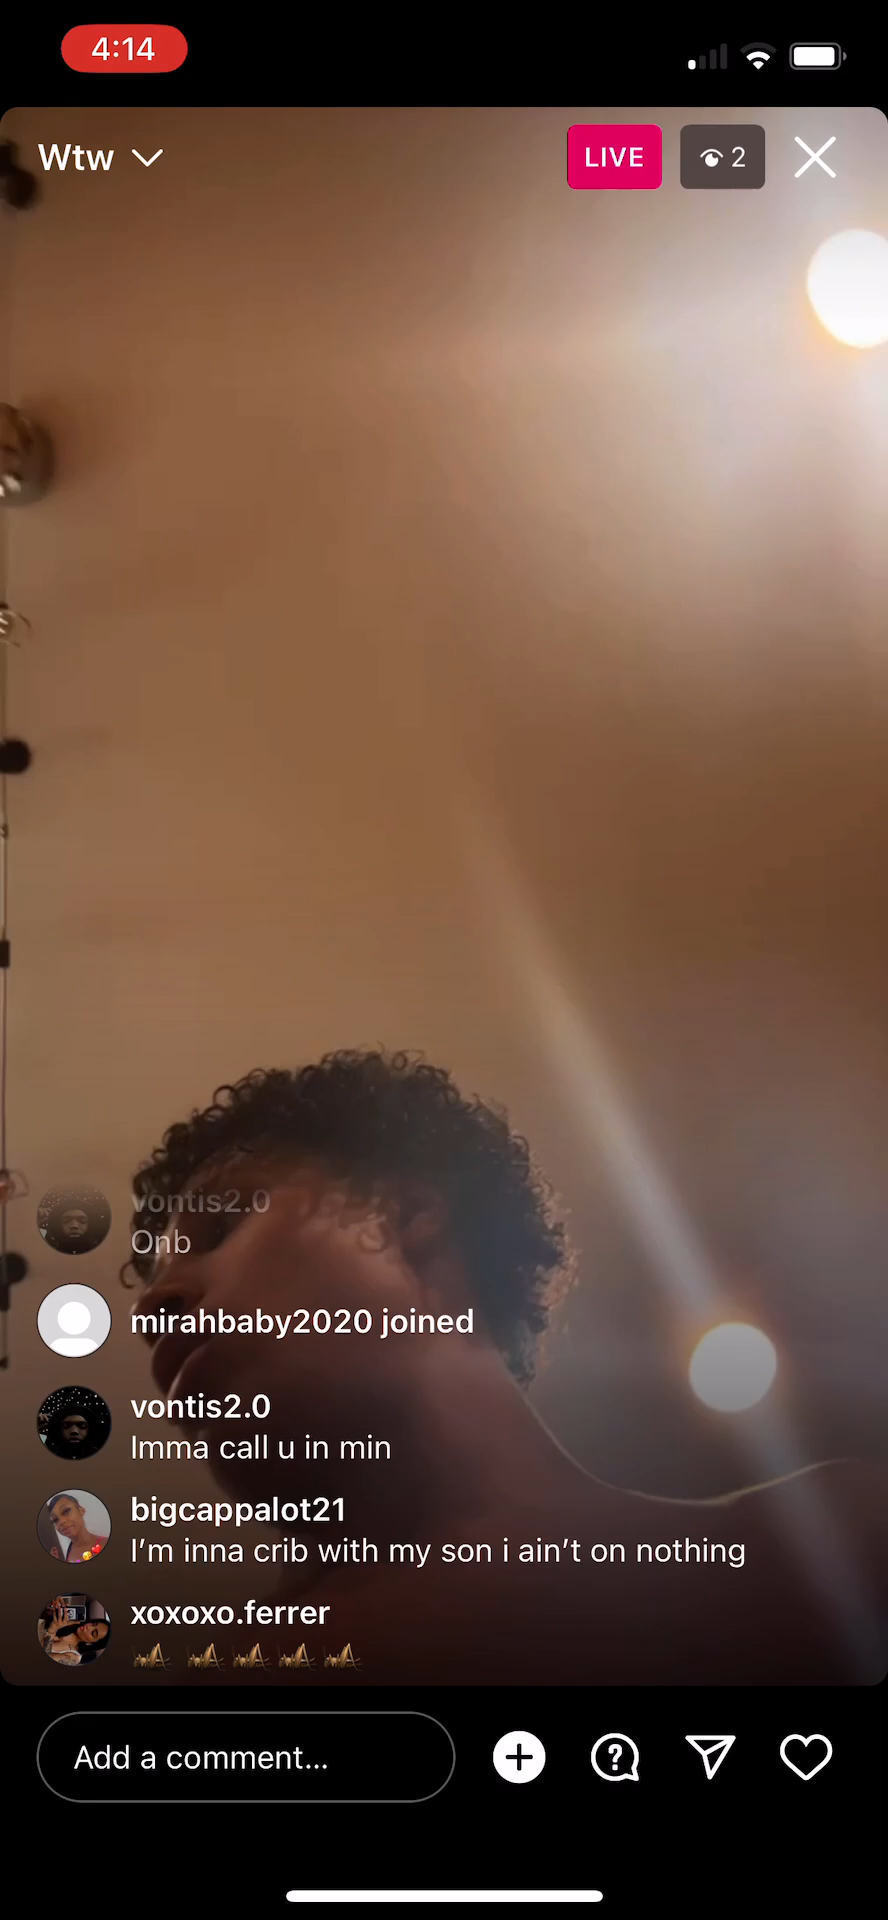 4:14
Wtw
LIVE
2
vontis2.0
Onb
mirahbaby2020 joined
vontis2.0
Imma call u in min
bigcappalot21
I'm inna crib with my son i ain't on nothing
xoxoxo.ferrer
🦗 🦗🦗🦗🦗
Add a comment...